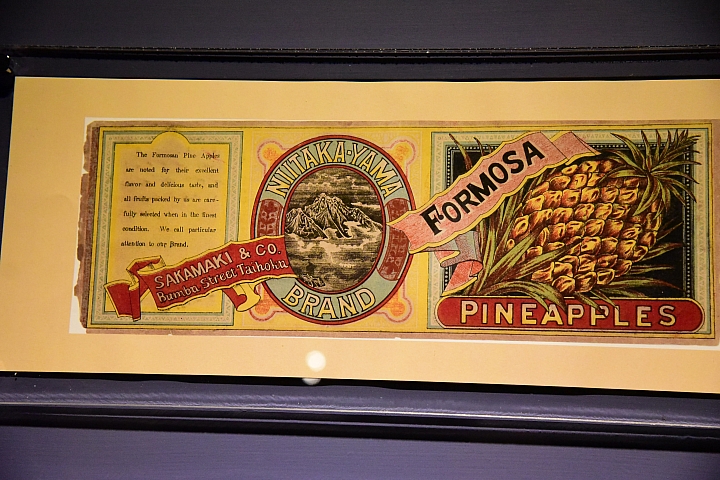 The Formosan Pine Apples
are noted for their excellent
flavor and delicious taste, and
all fruits packed by us are care-
fully selected when in the finest
condition. We call particular
attention to our Brand.
SAKAMAKI & CO.
Bumbu Street Taihoku
NIITAKA-YAMA
BRAND
FORMOSA
PINEAPPLES